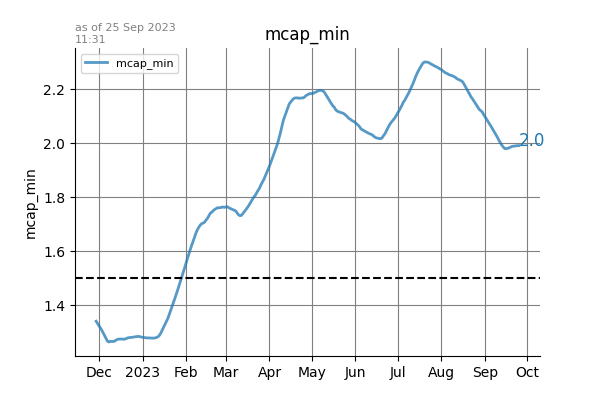 as of 25 Sep 2023
11:31
mcap_min
mcap_min
2.2
2.0
1.8
1.6
1.4
mcap_min
2.0
Dec 2023 Feb Mar Apr May Jun Jul Aug Sep Oct